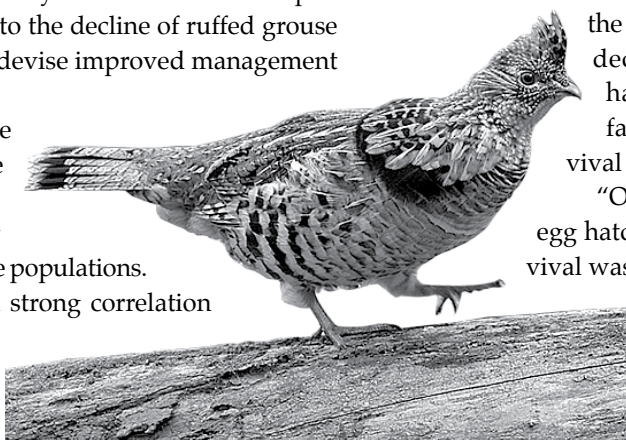 to the decline of ruffed grouse
devise improved management
e
e
e populations.
strong correlation
the
dec
ha
fa
vival
“O
egg hatc
vival was